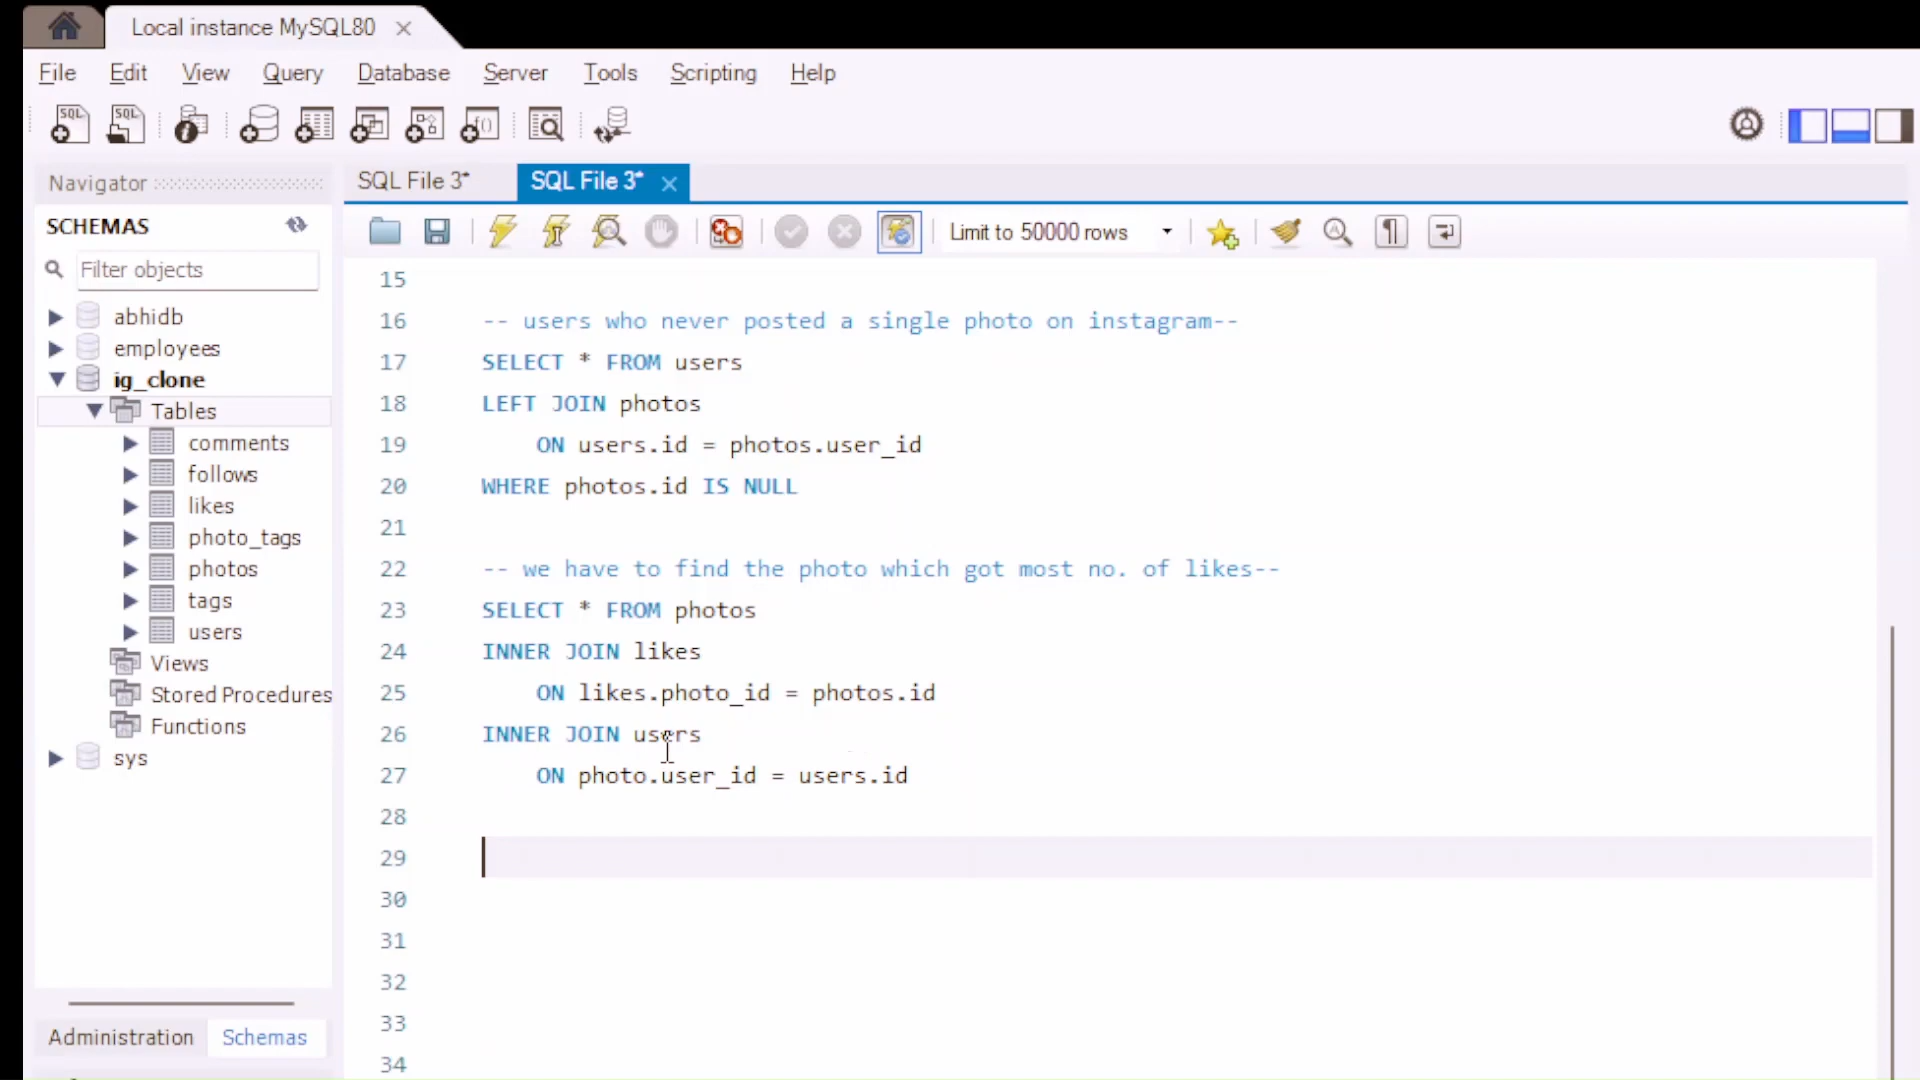 Local instance MySQL80
File Edit View Query Database Server Tools Scripting Help
Navigator
SCHEMAS
Filter objects
abhidb
employees
ig_clone
Tables
comments
follows
likes
photo_tags
photos
tags
users
Views
Stored Procedures
Functions
sys
Administration Schemas
SQL File 3* SQL File 3*
Limit to 50000 rows
15
16 -- users who never posted a single photo on instagram--
17 SELECT * FROM users
18 LEFT JOIN photos
19 ON users.id = photos.user_id
20 WHERE photos.id IS NULL
21
22 -- we have to find the photo which got most no. of likes--
23 SELECT * FROM photos
24 INNER JOIN likes
25 ON likes.photo_id = photos.id
26 INNER JOIN users
27 ON photo.user_id = users.id
28
29
30
31
32
33
34